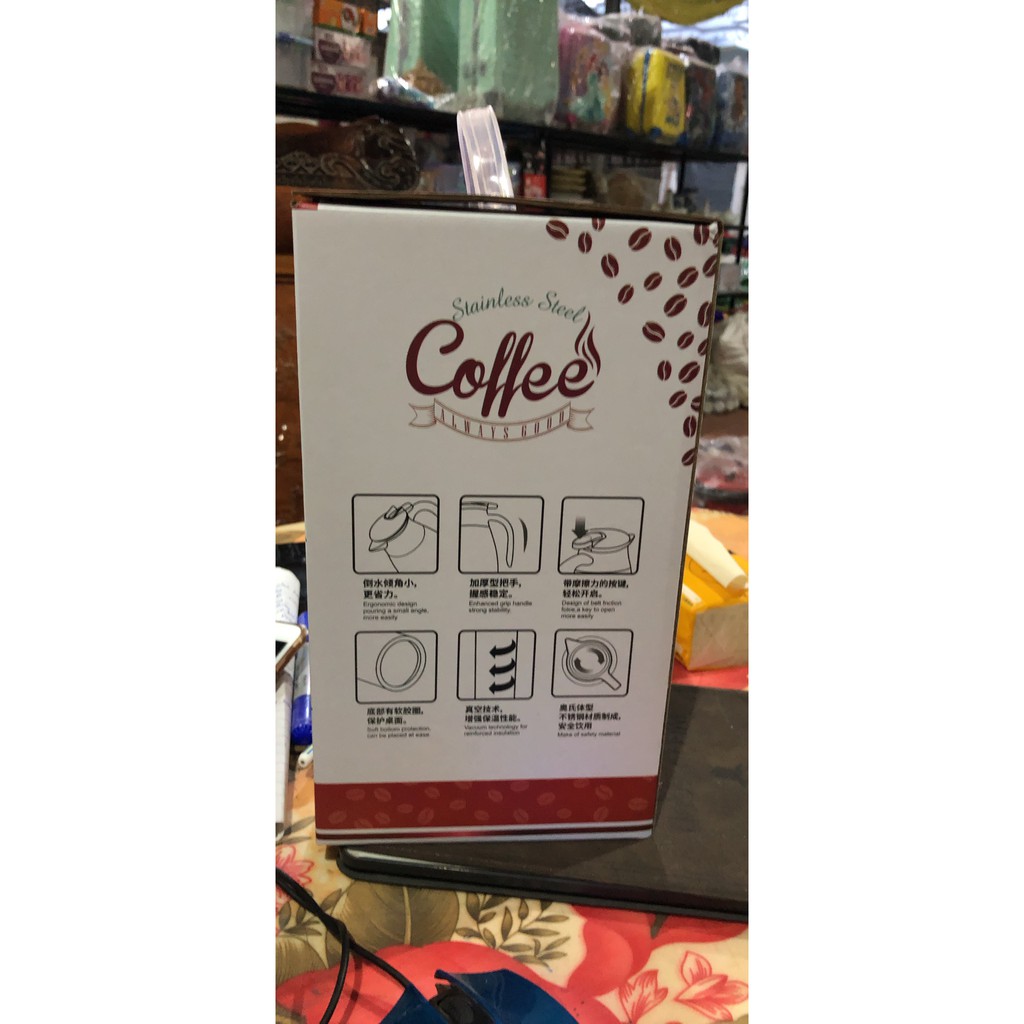 Stainless Steel
Coffee
ALWAYS GOOD
倒水倾角小,
更省力。
Ergonomic design
pouring a small angle,
more easily
加厚型把手,
握感稳定。
Enhanced grip handle
strong stability.
带摩擦力的按键,
轻松开启。
Design of belt friction
foloe,a key to open
more easily
底部有软胶圈,
保护桌面。
Soft bottom protection,
can be placed at ease.
真空技术,
增强保温性能。
Vacuum technology for
reinforced insulation
奥氏体型
不锈钢材质制成,
安全饮用
Make of safety material